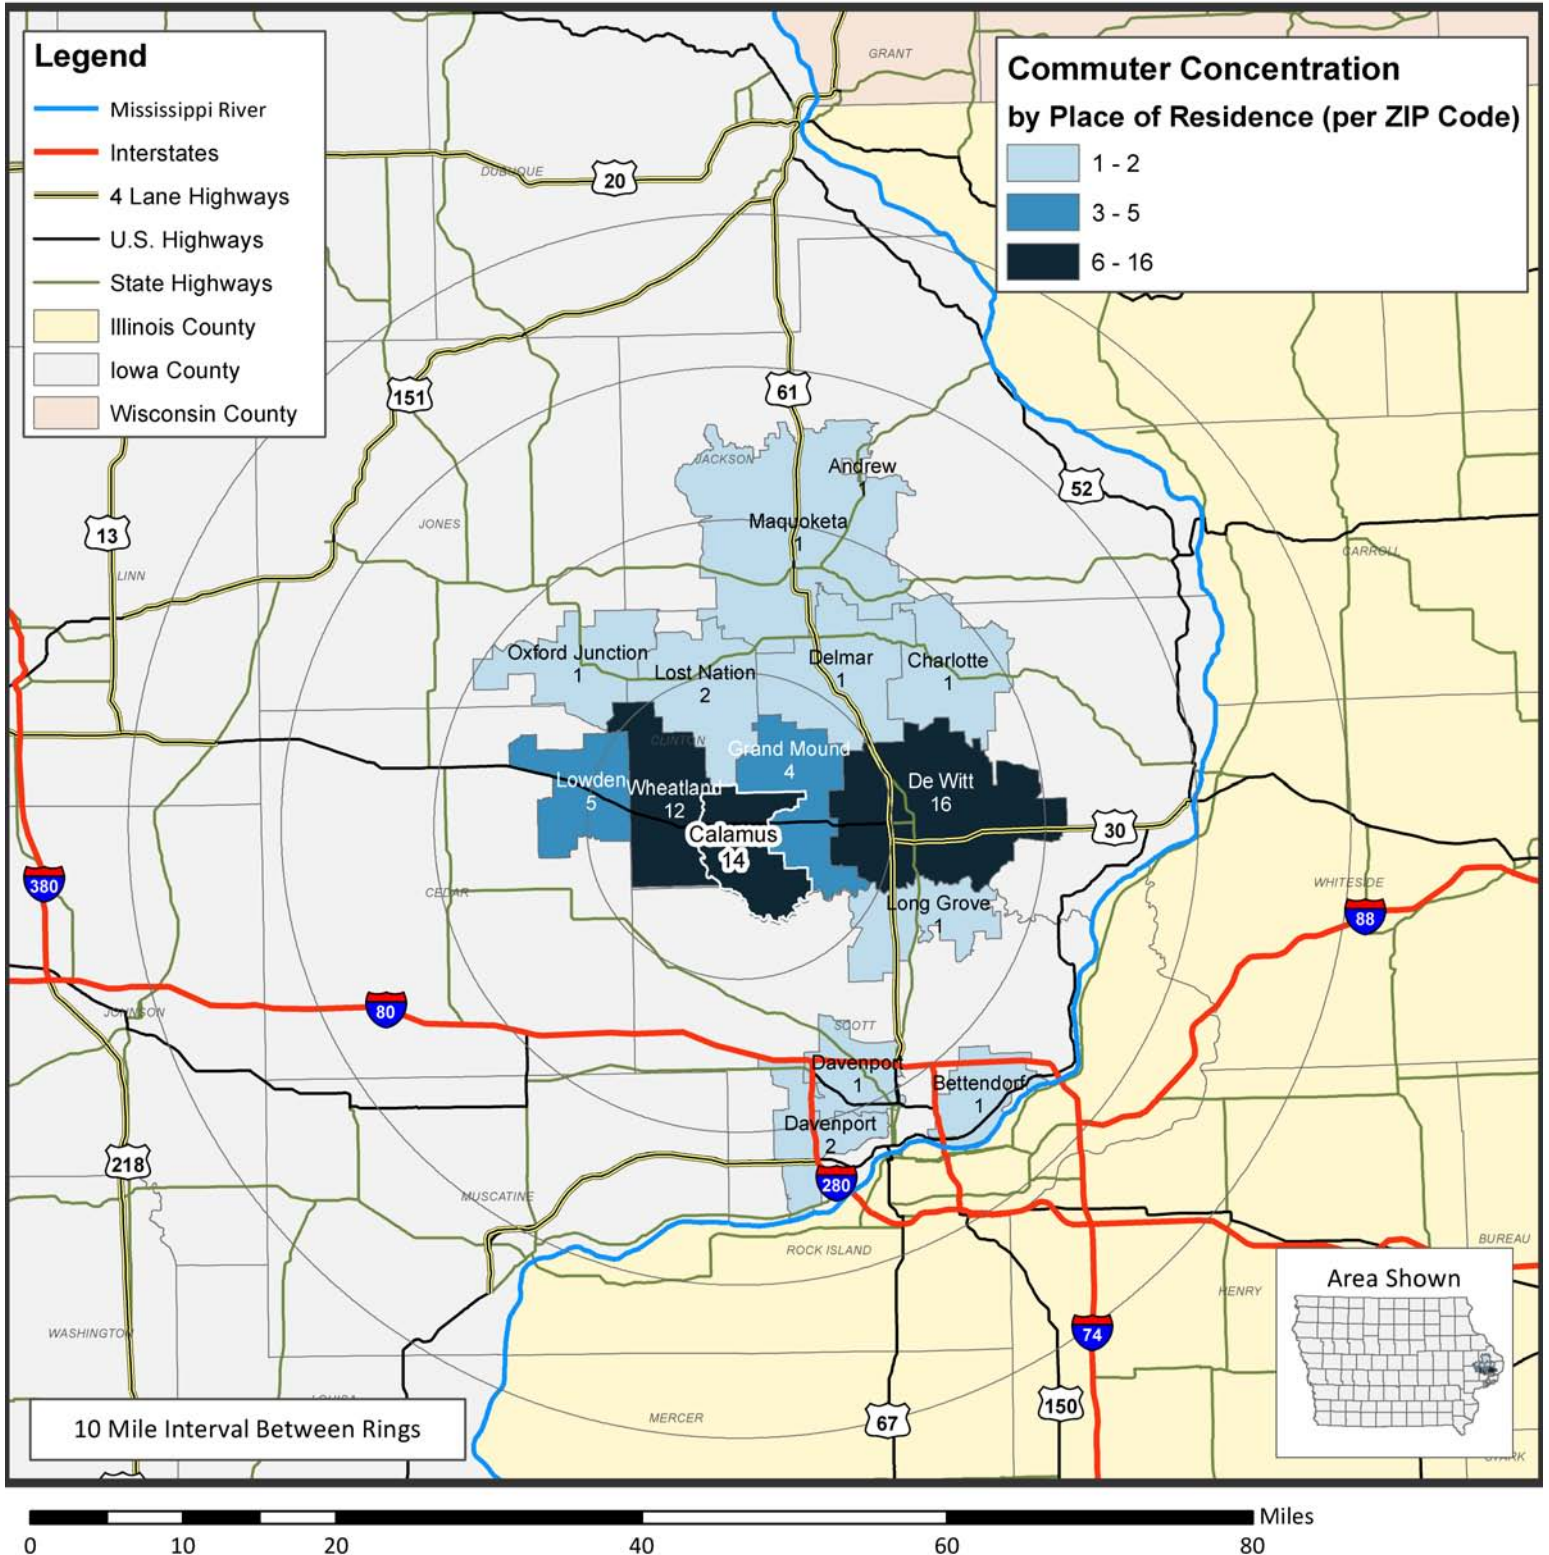 Legend
Mississippi River
Interstates
4 Lane Highways
U.S. Highways
State Highways
Illinois County
Iowa County
Wisconsin County
Commuter Concentration
by Place of Residence (per ZIP Code)
1 - 2
3 - 5
6 - 16
GRANT
DUBUQUE
20
151
61
52
JACKSON
Andrew
1
Maquoketa
1
13
JONES
LINN
CARROLL
Oxford Junction
1
Lost Nation
2
Delmar
1
Charlotte
1
CLINTON
Grand Mound
4
Lowden
5
Wheatland
12
De Witt
16
Calamus
14
30
380
CEDAR
Long Grove
1
WHITESIDE
88
80
JOHNSON
SCOTT
Davenport
1
Bettendorf
1
Davenport
2
218
280
MUSCATINE
ROCK ISLAND
BUREAU
HENRY
Area Shown
WASHINGTON
74
LOUISA
MERCER
67
150
STARK
10 Mile Interval Between Rings
Miles
0 10 20 40 60 80